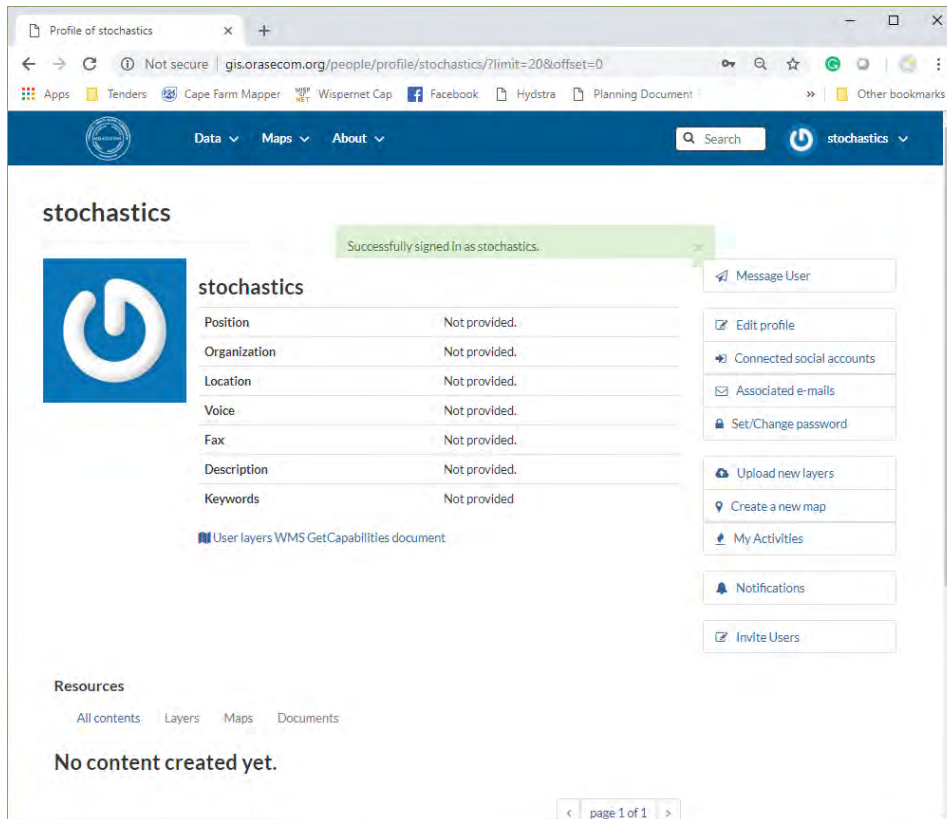 Profile of stochastics
Not secure gis.orasecom.org/people/profile/stochastics/?limit=20&offset=0
Apps Tenders Cape Farm Mapper Wispernet Cap Facebook Hydstra Planning Document » Other bookmarks
Data Maps About Search stochastics
stochastics
Successfully signed in as stochastics.
Message User
stochastics
Position Not provided.
Edit profile
Organization Not provided.
Connected social accounts
Location Not provided.
Associated e-mails
Voice Not provided.
Set/Change password
Fax Not provided.
Description Not provided.
Upload new layers
Keywords Not provided
Create a new map
User layers WMS GetCapabilities document
My Activities
Notifications
Invite Users
Resources
All contents Layers Maps Documents
No content created yet.
< page 1 of 1 >